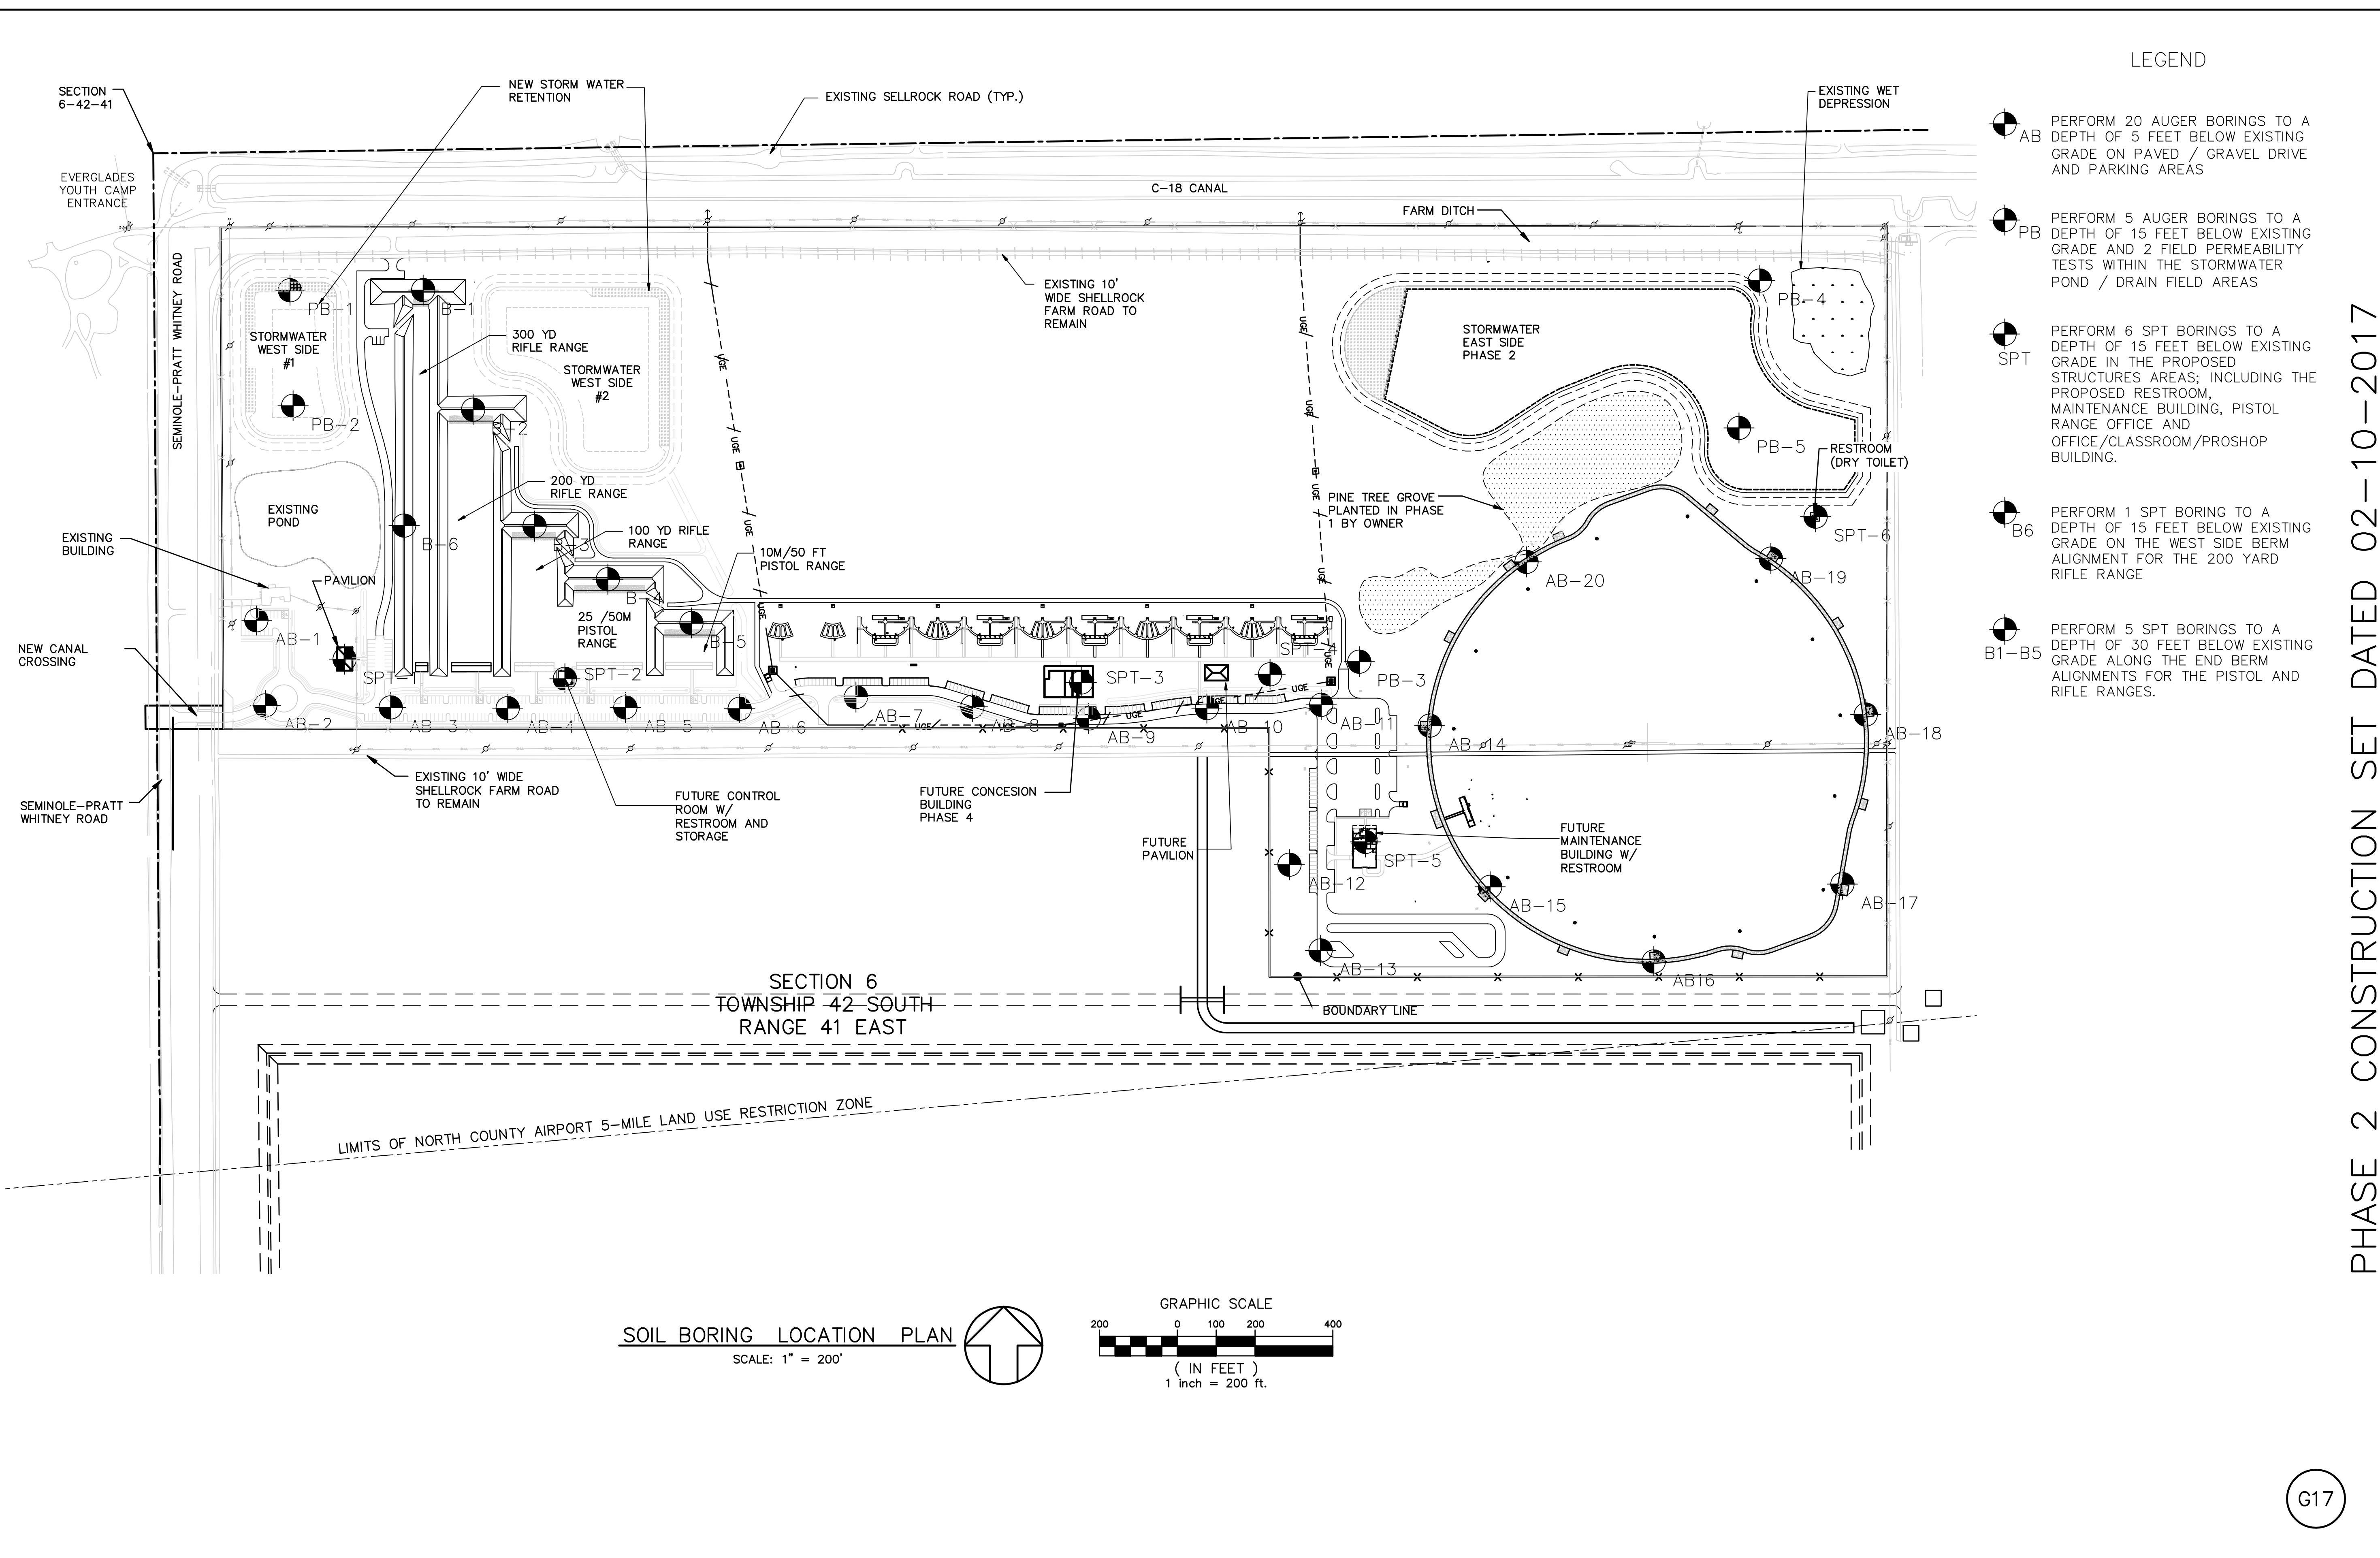 LEGEND
AB
PERFORM 20 AUGER BORINGS TO A
DEPTH OF 5 FEET BELOW EXISTING
GRADE ON PAVED / GRAVEL DRIVE
AND PARKING AREAS
PB
PERFORM 5 AUGER BORINGS TO A
DEPTH OF 15 FEET BELOW EXISTING
GRADE AND 2 FIELD PERMEABILITY
TESTS WITHIN THE STORMWATER
POND / DRAIN FIELD AREAS
SPT
PERFORM 6 SPT BORINGS TO A
DEPTH OF 15 FEET BELOW EXISTING
GRADE IN THE PROPOSED
STRUCTURES AREAS; INCLUDING THE
PROPOSED RESTROOM,
MAINTENANCE BUILDING, PISTOL
RANGE OFFICE AND
OFFICE/CLASSROOM/PROSHOP
BUILDING.
B6
PERFORM 1 SPT BORING TO A
DEPTH OF 15 FEET BELOW EXISTING
GRADE ON THE WEST SIDE BERM
ALIGNMENT FOR THE 200 YARD
RIFLE RANGE
B1-B5
PERFORM 5 SPT BORINGS TO A
DEPTH OF 30 FEET BELOW EXISTING
GRADE ALONG THE END BERM
ALIGNMENTS FOR THE PISTOL AND
RIFLE RANGES.
PHASE 2 CONSTRUCTION SET DATED 02-10-2017
SECTION
6-42-41
NEW STORM WATER
RETENTION
EXISTING SELLROCK ROAD (TYP.)
EXISTING WET
DEPRESSION
EVERGLADES
YOUTH CAMP
ENTRANCE
C-18 CANAL
FARM DITCH
SEMINOLE-PRATT WHITNEY ROAD
EXISTING 10'
WIDE SHELLROCK
FARM ROAD TO
REMAIN
PB-1
B-1
PB-4
STORMWATER
WEST SIDE
#1
300 YD
RIFLE RANGE
STORMWATER
WEST SIDE
#2
STORMWATER
EAST SIDE
PHASE 2
UGE
UGE
UGE
UGE
UGE
UGE
UGE
UGE
UGE
UGE
UGE
PB-2
B-2
PB-5
RESTROOM
(DRY TOILET)
200 YD
RIFLE RANGE
PINE TREE GROVE
PLANTED IN PHASE
1 BY OWNER
EXISTING
POND
EXISTING
BUILDING
B-6
B-3
100 YD RIFLE
RANGE
10M/50 FT
PISTOL RANGE
SPT-6
PAVILION
AB-20
AB-19
B-4
25 /50M
PISTOL
RANGE
B-5
AB-1
NEW CANAL
CROSSING
SPT-1
SPT-2
SPT-3
SPT-4
PB-3
AB-2
AB-3
AB-4
AB-5
AB-6
AB-7
AB-8
AB-9
AB-10
AB-11
AB-14
AB-18
UGE
UGE
UGE
UGE
UGE
EXISTING 10' WIDE
SHELLROCK FARM ROAD
TO REMAIN
SEMINOLE-PRATT
WHITNEY ROAD
FUTURE CONTROL
ROOM W/
RESTROOM AND
STORAGE
FUTURE CONCESION
BUILDING
PHASE 4
FUTURE
PAVILION
FUTURE
MAINTENANCE
BUILDING W/
RESTROOM
SPT-5
AB-12
AB-15
AB-17
AB-13
AB16
SECTION 6
TOWNSHIP 42 SOUTH
RANGE 41 EAST
BOUNDARY LINE
LIMITS OF NORTH COUNTY AIRPORT 5-MILE LAND USE RESTRICTION ZONE
SOIL BORING LOCATION PLAN
SCALE: 1" = 200'
GRAPHIC SCALE
200 0 100 200 400
( IN FEET )
1 inch = 200 ft.
G17